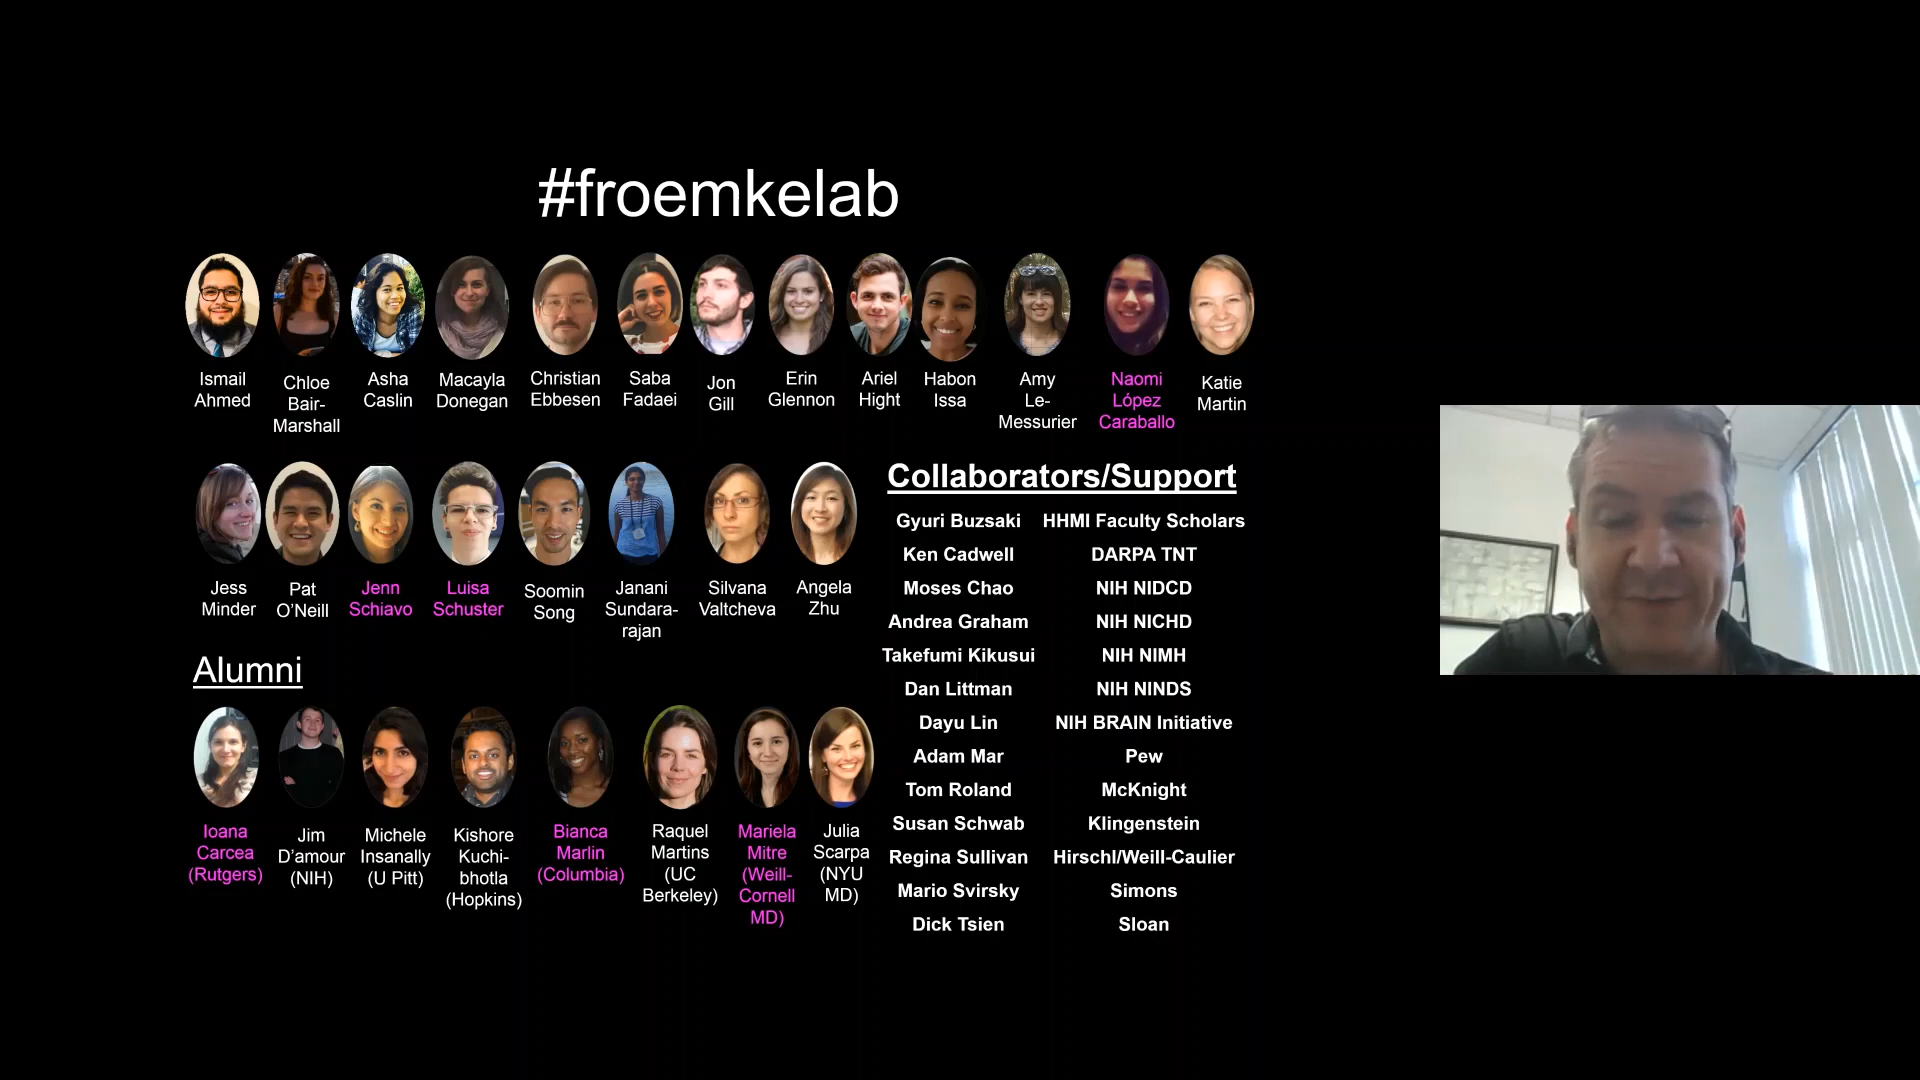 #froemkelab
Ismail
Ahmed
Chloe
Bair-
Marshall
Asha
Caslin
Macayla
Donegan
Christian
Ebbesen
Saba
Fadaei
Jon
Gill
Erin
Glennon
Ariel
Hight
Habon
Issa
Amy
Le-
Messurier
Naomi
López
Caraballo
Katie
Martin
Jess
Minder
Pat
O’Neill
Jenn
Schiavo
Luisa
Schuster
Soomin
Song
Janani
Sundara-
rajan
Silvana
Valtcheva
Angela
Zhu
Alumni
Ioana
Carcea
(Rutgers)
Jim
D’amour
(NIH)
Michele
Insanally
(U Pitt)
Kishore
Kuchi-
bhotla
(Hopkins)
Bianca
Marlin
(Columbia)
Raquel
Martins
(UC
Berkeley)
Mariela
Mitre
(Weill-
Cornell
MD)
Julia
Scarpa
(NYU
MD)
Collaborators/Support
Gyuri Buzsaki
Ken Cadwell
Moses Chao
Andrea Graham
Takefumi Kikusui
Dan Littman
Dayu Lin
Adam Mar
Tom Roland
Susan Schwab
Regina Sullivan
Mario Svirsky
Dick Tsien
HHMI Faculty Scholars
DARPA TNT
NIH NIDCD
NIH NICHD
NIH NIMH
NIH NINDS
NIH BRAIN Initiative
Pew
McKnight
Klingenstein
Hirschl/Weill-Caulier
Simons
Sloan